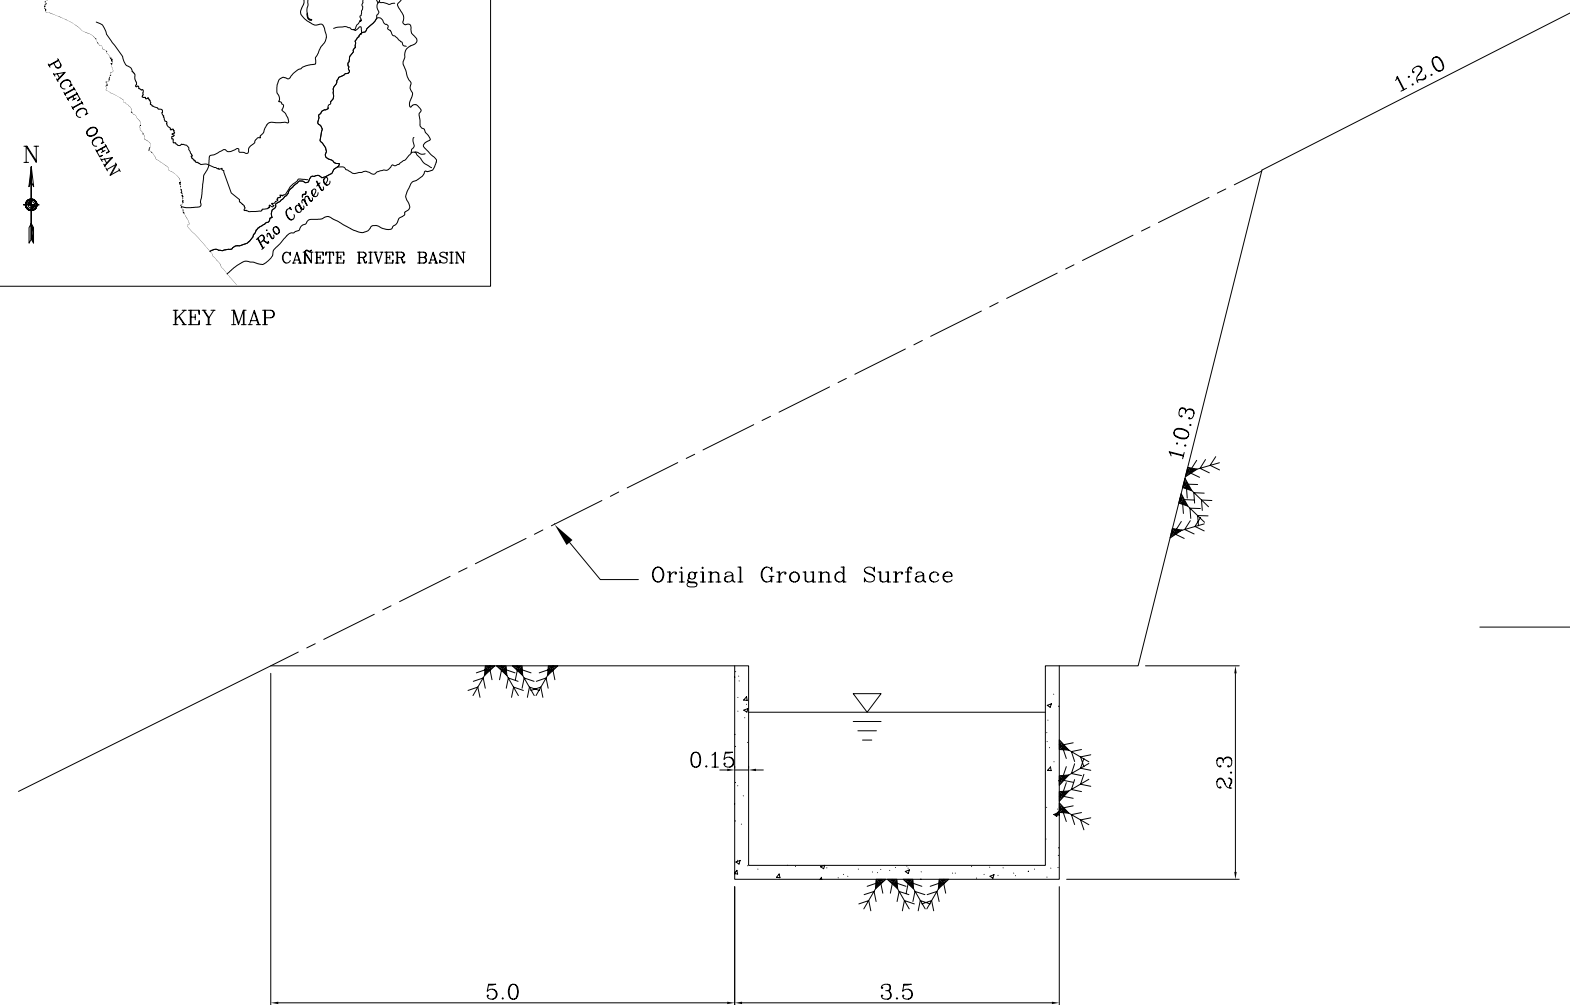 PACIFIC OCEAN
N
Rio Cañete
CAÑETE RIVER BASIN
KEY MAP
1:2.0
1:0.3
Original Ground Surface
0.15
2.3
5.0
3.5